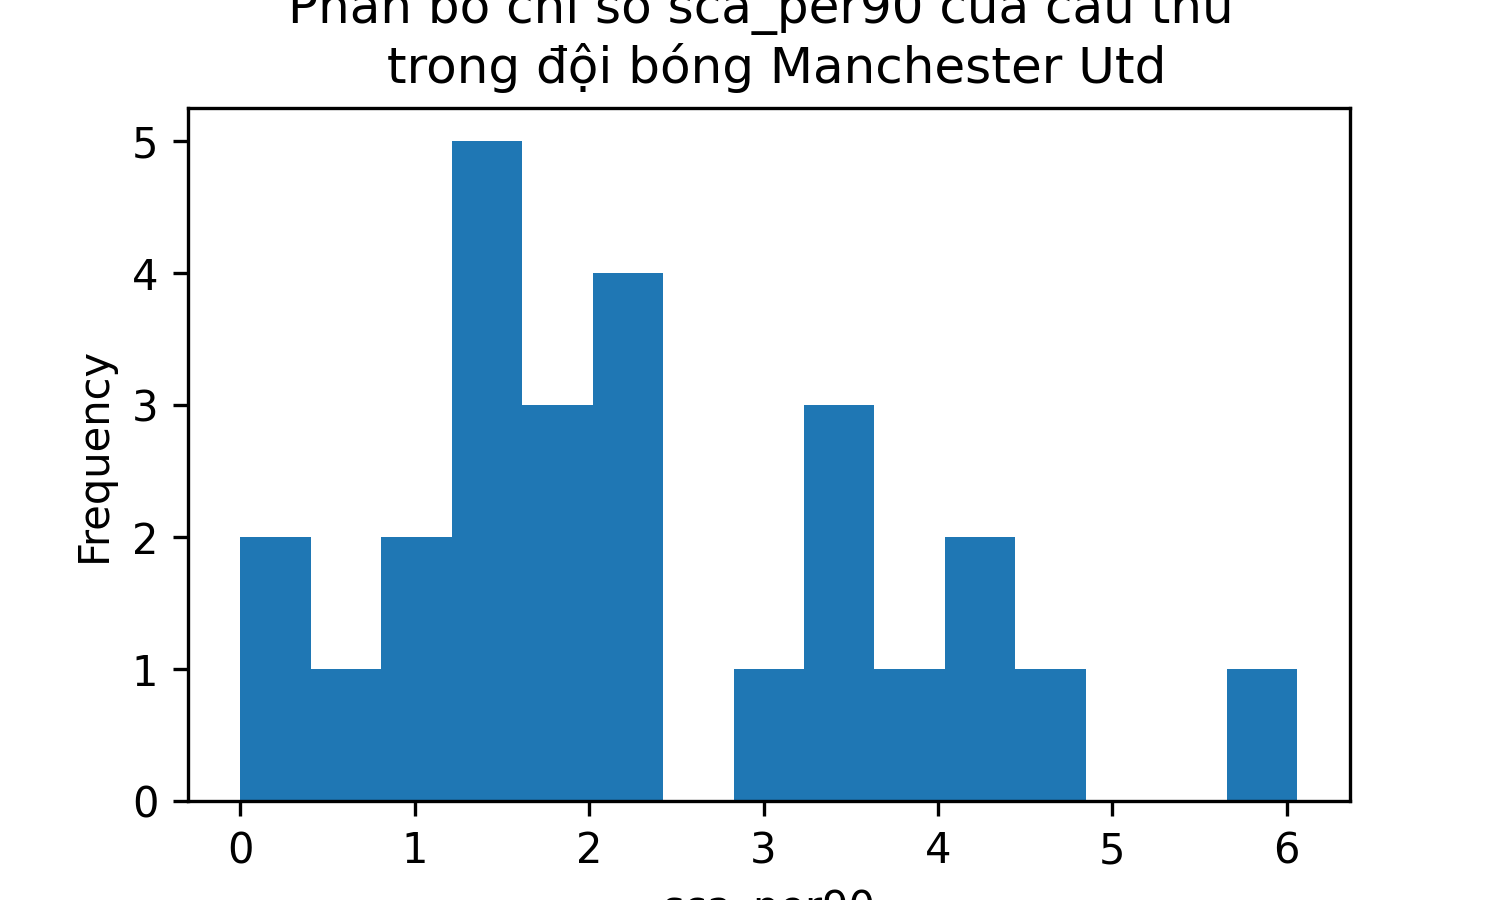 Phân bố chỉ số sca_per90 của cầu thủ
trong đội bóng Manchester Utd
5
4
3
2
1
0
Frequency
0 1 2 3 4 5 6
sca_per90